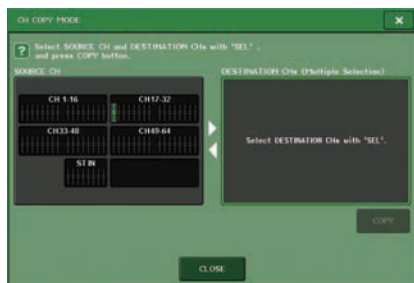 CH COPY MODE
×
? Select SOURCE CH and DESTINATION CHs with "SEL",
and press COPY button.
SOURCE CH
DESTINATION CHs (Multiple Selection)
CH 1-16
CH17-32
CH33-48
CH49-64
ST IN
Select DESTINATION CHs with "SEL".
COPY
CLOSE